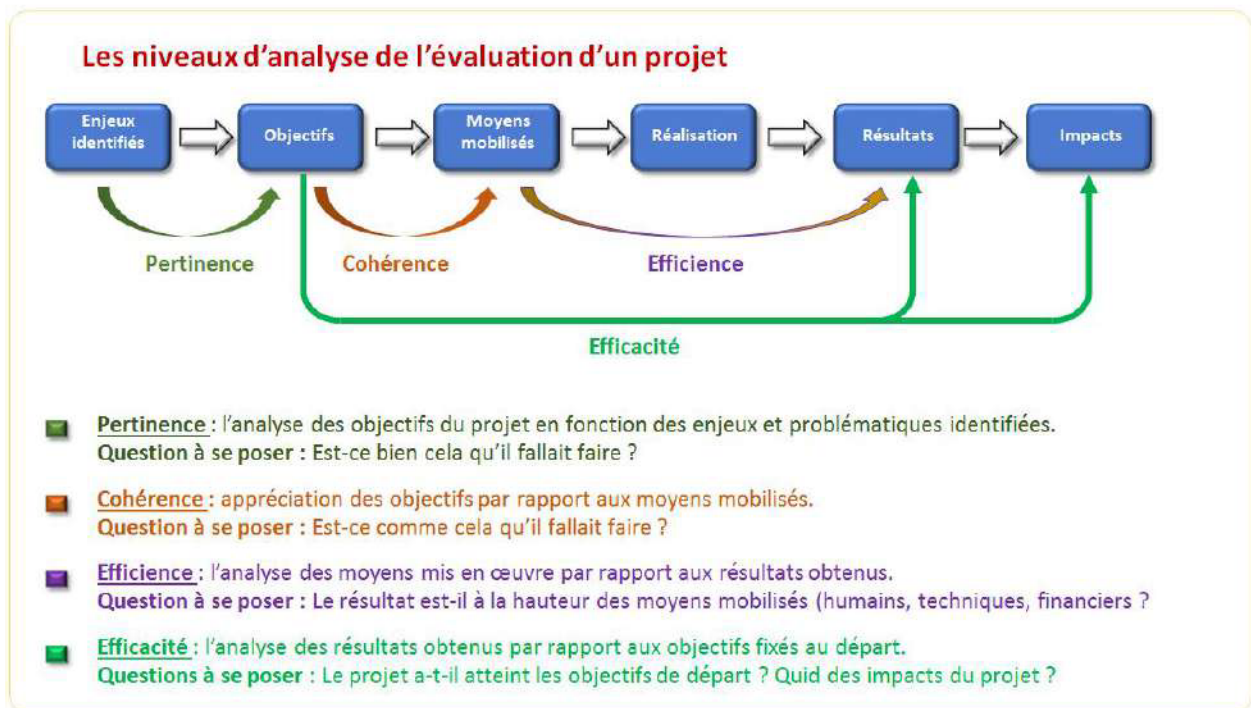 Les niveaux d'analyse de l'évaluation d'un projet
Enjeux
identifiés
Objectifs
Moyens
mobilisés
Réalisation
Résultats
Impacts
Pertinence
Cohérence
Efficience
Efficacité
Pertinence : l'analyse des objectifs du projet en fonction des enjeux et problématiques identifiées.
Question à se poser : Est-ce bien cela qu'il fallait faire ?
Cohérence : appréciation des objectifs par rapport aux moyens mobilisés.
Question à se poser : Est-ce comme cela qu'il fallait faire ?
Efficience : l'analyse des moyens mis en œuvre par rapport aux résultats obtenus.
Question à se poser : Le résultat est-il à la hauteur des moyens mobilisés (humains, techniques, financiers ?
Efficacité : l'analyse des résultats obtenus par rapport aux objectifs fixés au départ.
Questions à se poser : Le projet a-t-il atteint les objectifs de départ ? Quid des impacts du projet ?